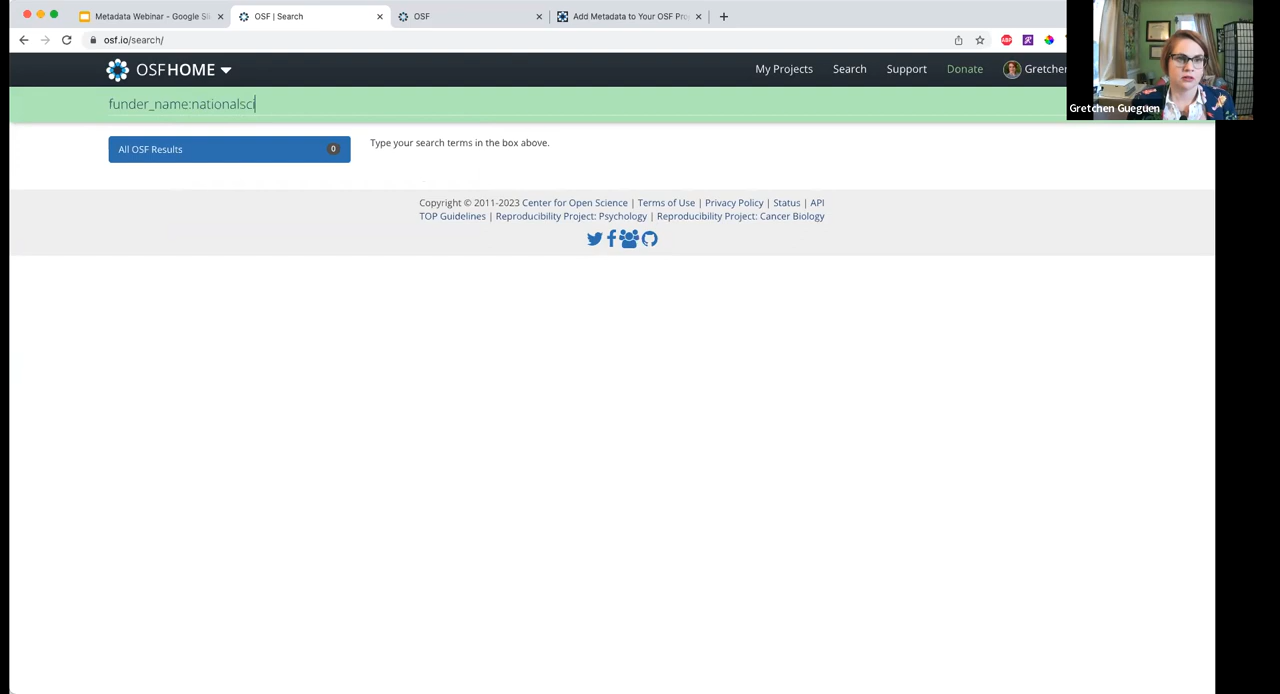 Metadata Webinar - Google Sli
OSF | Search
OSF
Add Metadata to Your OSF Pro
osf.io/search/
ABP
OSFHOME
My Projects
Search
Support
Donate
Gretchen
Gretchen Gueguen
funder_name:nationalsci
All OSF Results
0
Type your search terms in the box above.
Copyright © 2011-2023 Center for Open Science | Terms of Use | Privacy Policy | Status | API
TOP Guidelines | Reproducibility Project: Psychology | Reproducibility Project: Cancer Biology